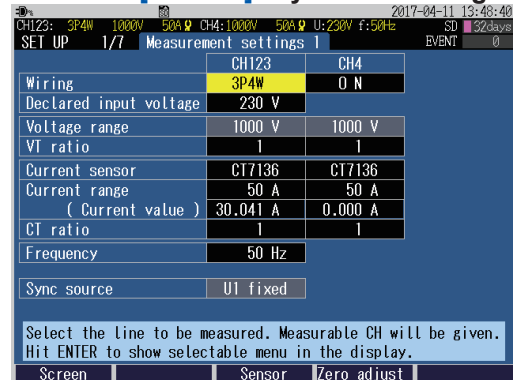 2017-04-11 13:48:40
CH123: 3P4W 1000V 50A CH4:1000V 50A U:230V f:50Hz SD 32days
SET UP 1/7 Measurement settings 1 EVENT 0
CH123 CH4
Wiring 3P4W ON
Declared input voltage 230 V
Voltage range 1000 V 1000 V
VT ratio 1 1
Current sensor CT7136 CT7136
Current range 50 A 50 A
( Current value ) 30.041 A 0.000 A
CT ratio 1 1
Frequency 50 Hz
Sync source U1 fixed
Select the line to be measured. Measurable CH will be given.
Hit ENTER to show selectable menu in the display.
Screen Sensor Zero adjust